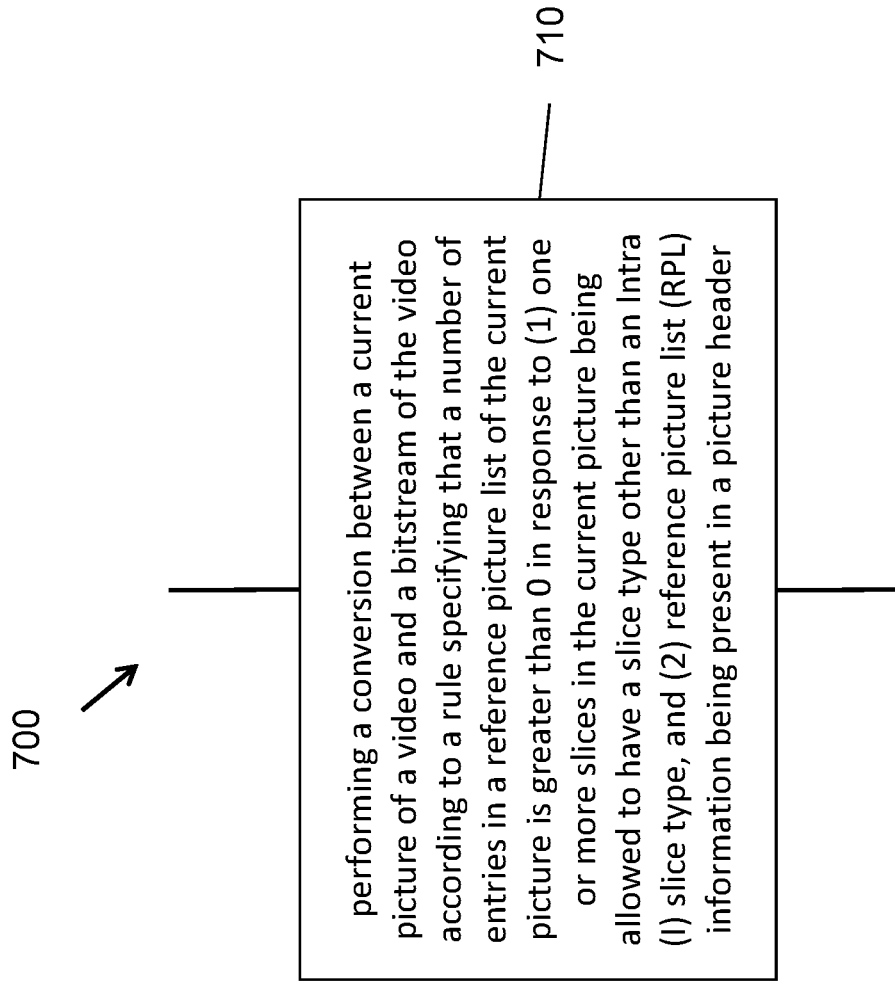 700
performing a conversion between a current
picture of a video and a bitstream of the video
according to a rule specifying that a number of
entries in a reference picture list of the current
picture is greater than 0 in response to (1) one
or more slices in the current picture being
allowed to have a slice type other than an Intra
(I) slice type, and (2) reference picture list (RPL)
information being present in a picture header
710